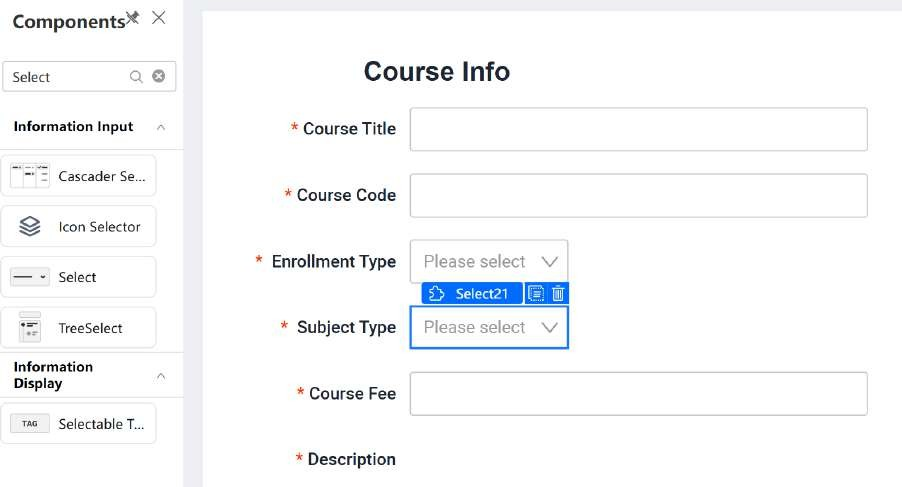 Components
Select
Information Input
Cascader Se...
Icon Selector
Select
TreeSelect
Information
Display
TAG
Selectable T...
Course Info
* Course Title
* Course Code
* Enrollment Type
Please select
Select21
* Subject Type
Please select
* Course Fee
* Description